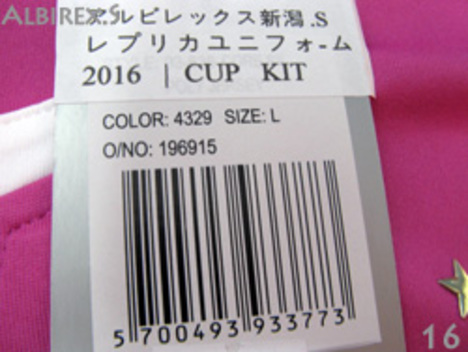 ALBIREX.S
アルビレックス新潟.S
レプリカユニフォーム
2016 | CUP KIT
COLOR: 4329 SIZE: L
O/NO: 196915
5 700493 933773
16